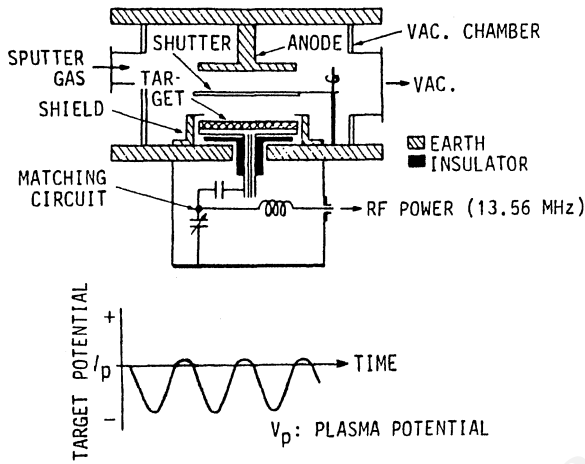 SHUTTER
ANODE
VAC. CHAMBER
SPUTTER
GAS
TAR-
GET
VAC.
SHIELD
EARTH
INSULATOR
MATCHING
CIRCUIT
RF POWER (13.56 MHz)
TARGET POTENTIAL
+
/p
−
TIME
Vp: PLASMA POTENTIAL